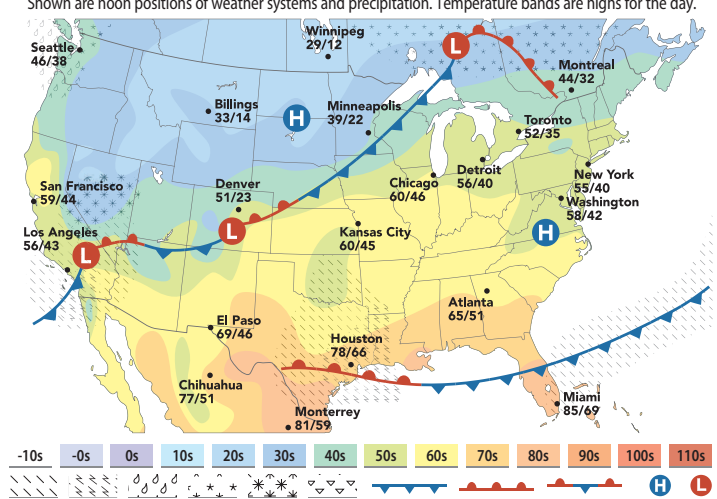 Shown are noon positions of weather systems and precipitation. Temperature bands are highs for the day.
Winnipeg
29/12
Seattle
46/38
L
Montreal
44/32
Billings
33/14
H
Minneapolis
39/22
Toronto
52/35
San Francisco
59/44
Denver
51/23
Chicago
60/46
Detroit
56/40
New York
55/40
Washington
58/42
Los Angeles
56/43
L
L
Kansas City
60/45
H
Atlanta
65/51
El Paso
69/46
Houston
78/66
Chihuahua
77/51
Monterrey
81/59
Miami
85/69
-10s -0s 0s 10s 20s 30s 40s 50s 60s 70s 80s 90s 100s 110s
H L